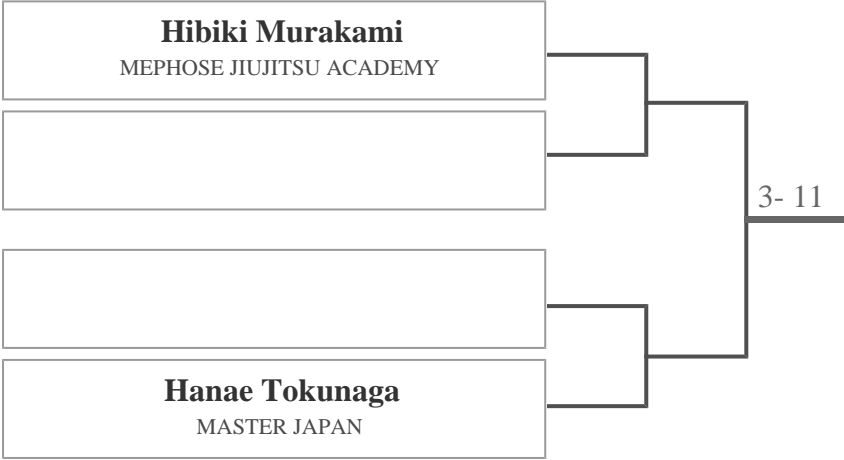 Hibiki Murakami
MEPHOSE JIUJITSU ACADEMY
3- 11
Hanae Tokunaga
MASTER JAPAN